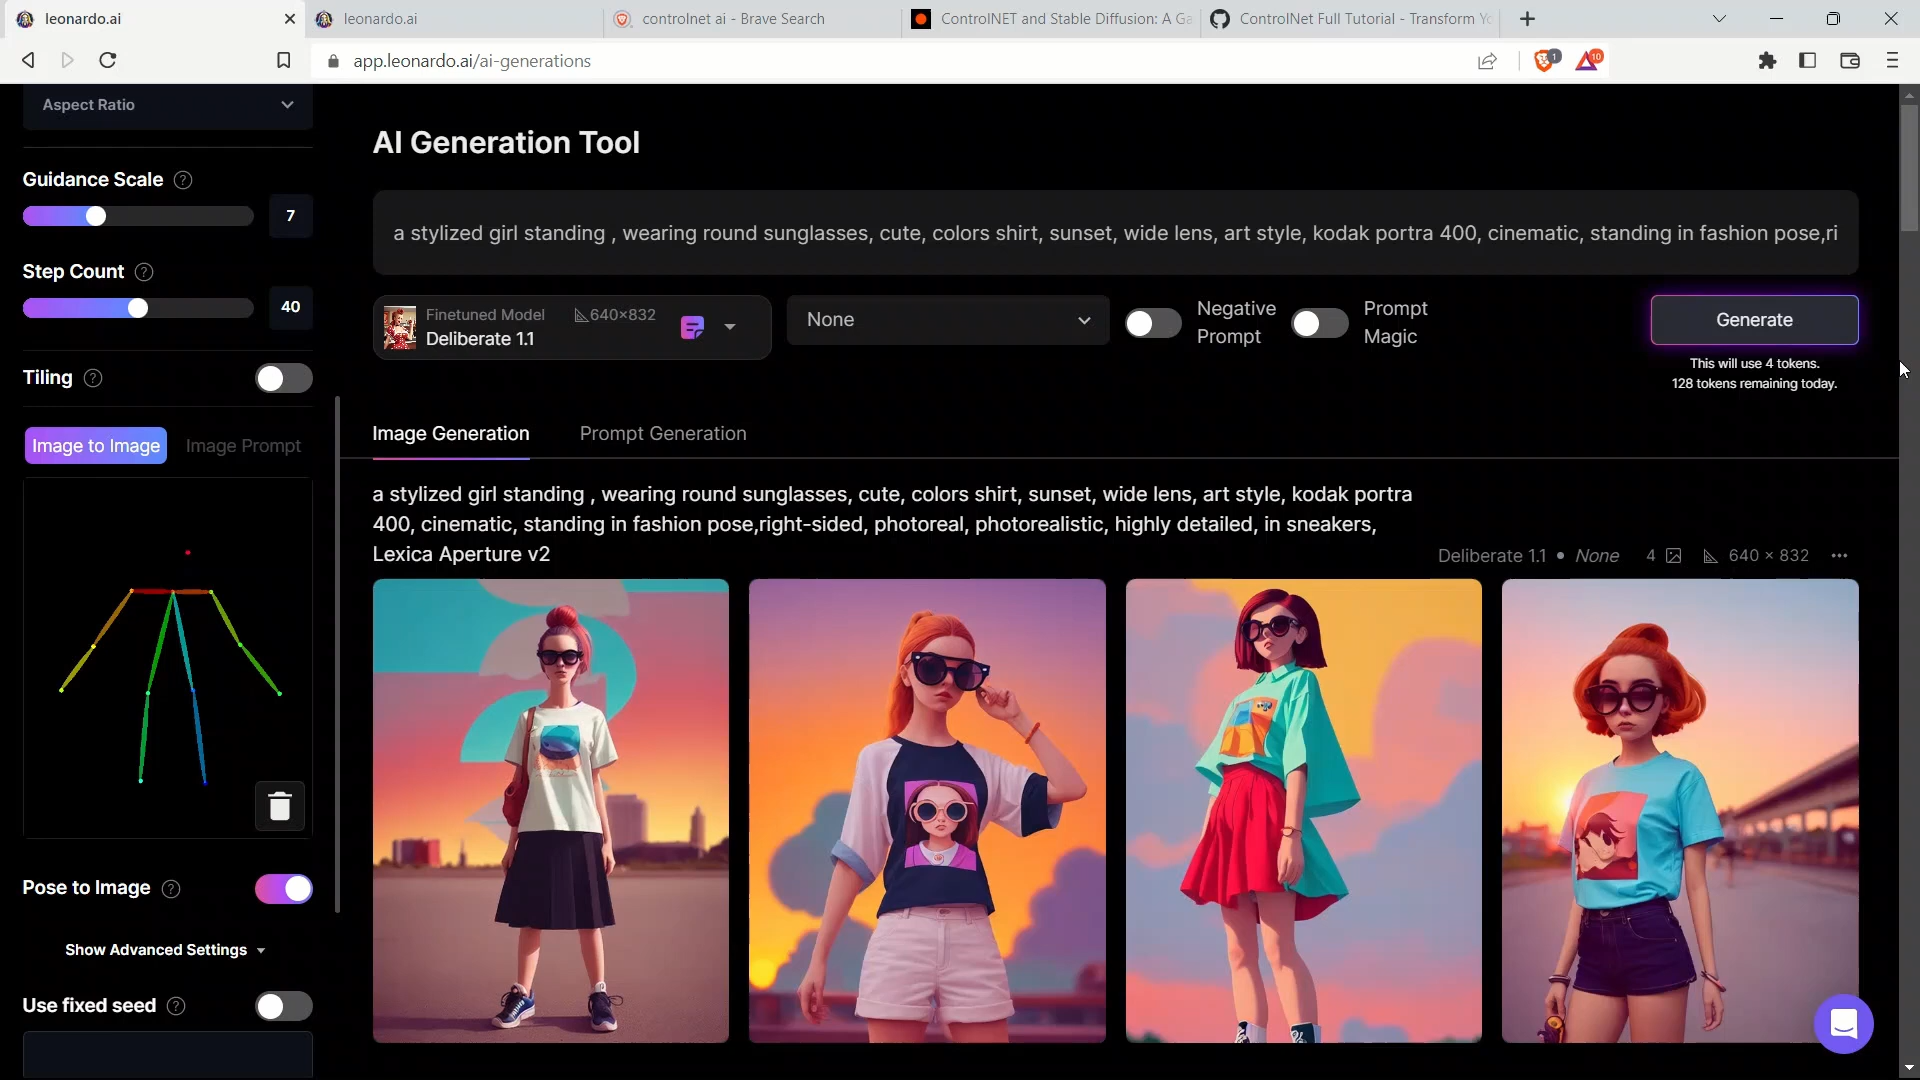 leonardo.ai
leonardo.ai
controlnet ai - Brave Search
ControlNET and Stable Diffusion: A Ga
ControlNet Full Tutorial - Transform Yo
app.leonardo.ai/ai-generations
1
10
Aspect Ratio
Guidance Scale ?
7
Step Count ?
40
Tiling ?
Image to Image
Image Prompt
Pose to Image ?
Show Advanced Settings
Use fixed seed ?
AI Generation Tool
a stylized girl standing , wearing round sunglasses, cute, colors shirt, sunset, wide lens, art style, kodak portra 400, cinematic, standing in fashion pose,ri
Finetuned Model
640×832
Deliberate 1.1
None
Negative
Prompt
Prompt
Magic
Generate
This will use 4 tokens.
128 tokens remaining today.
Image Generation
Prompt Generation
a stylized girl standing , wearing round sunglasses, cute, colors shirt, sunset, wide lens, art style, kodak portra
400, cinematic, standing in fashion pose,right-sided, photoreal, photorealistic, highly detailed, in sneakers,
Lexica Aperture v2
Deliberate 1.1 • None 4 640 × 832 •••